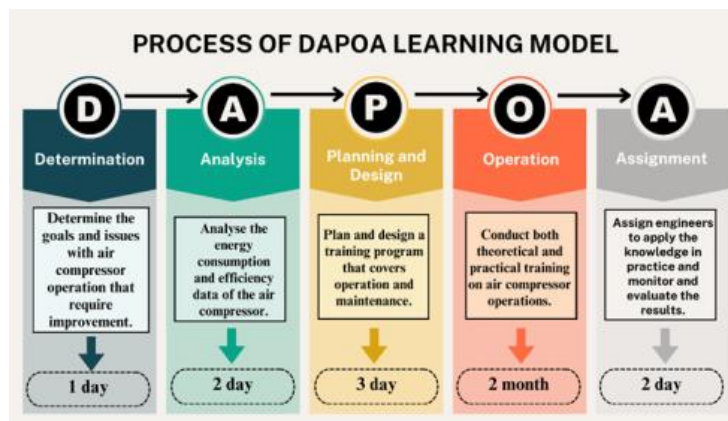 PROCESS OF DAPOA LEARNING MODEL
D
A
P
O
A
Determination
Analysis
Planning and
Design
Operation
Assignment
Determine the
goals and issues
with air
compressor
operation that
require
improvement.
Analyse the
energy
consumption
and efficiency
data of the air
compressor.
Plan and design a
training program
that covers
operation and
maintenance.
Conduct both
theoretical and
practical training
on air compressor
operations.
Assign engineers
to apply the
knowledge in
practice and
monitor and
evaluate the
results.
1 day
2 day
3 day
2 month
2 day